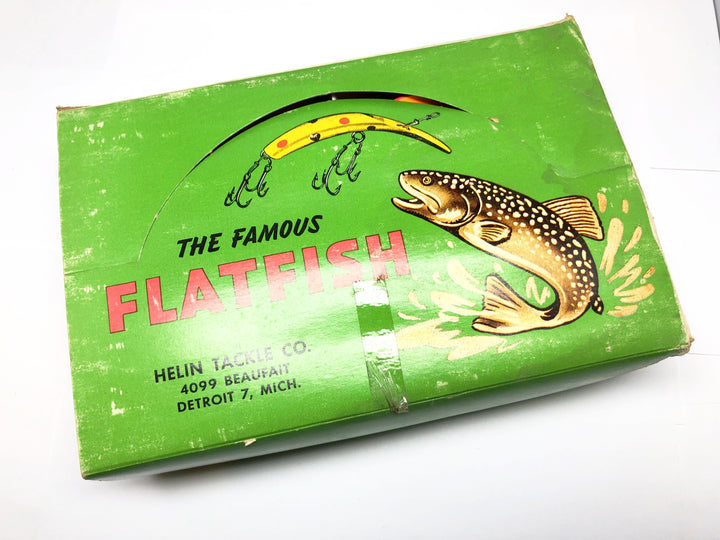 THE FAMOUS
FLATFISH
HELIN TACKLE CO.
4099 BEAUFAIT
DETROIT 7, MICH.